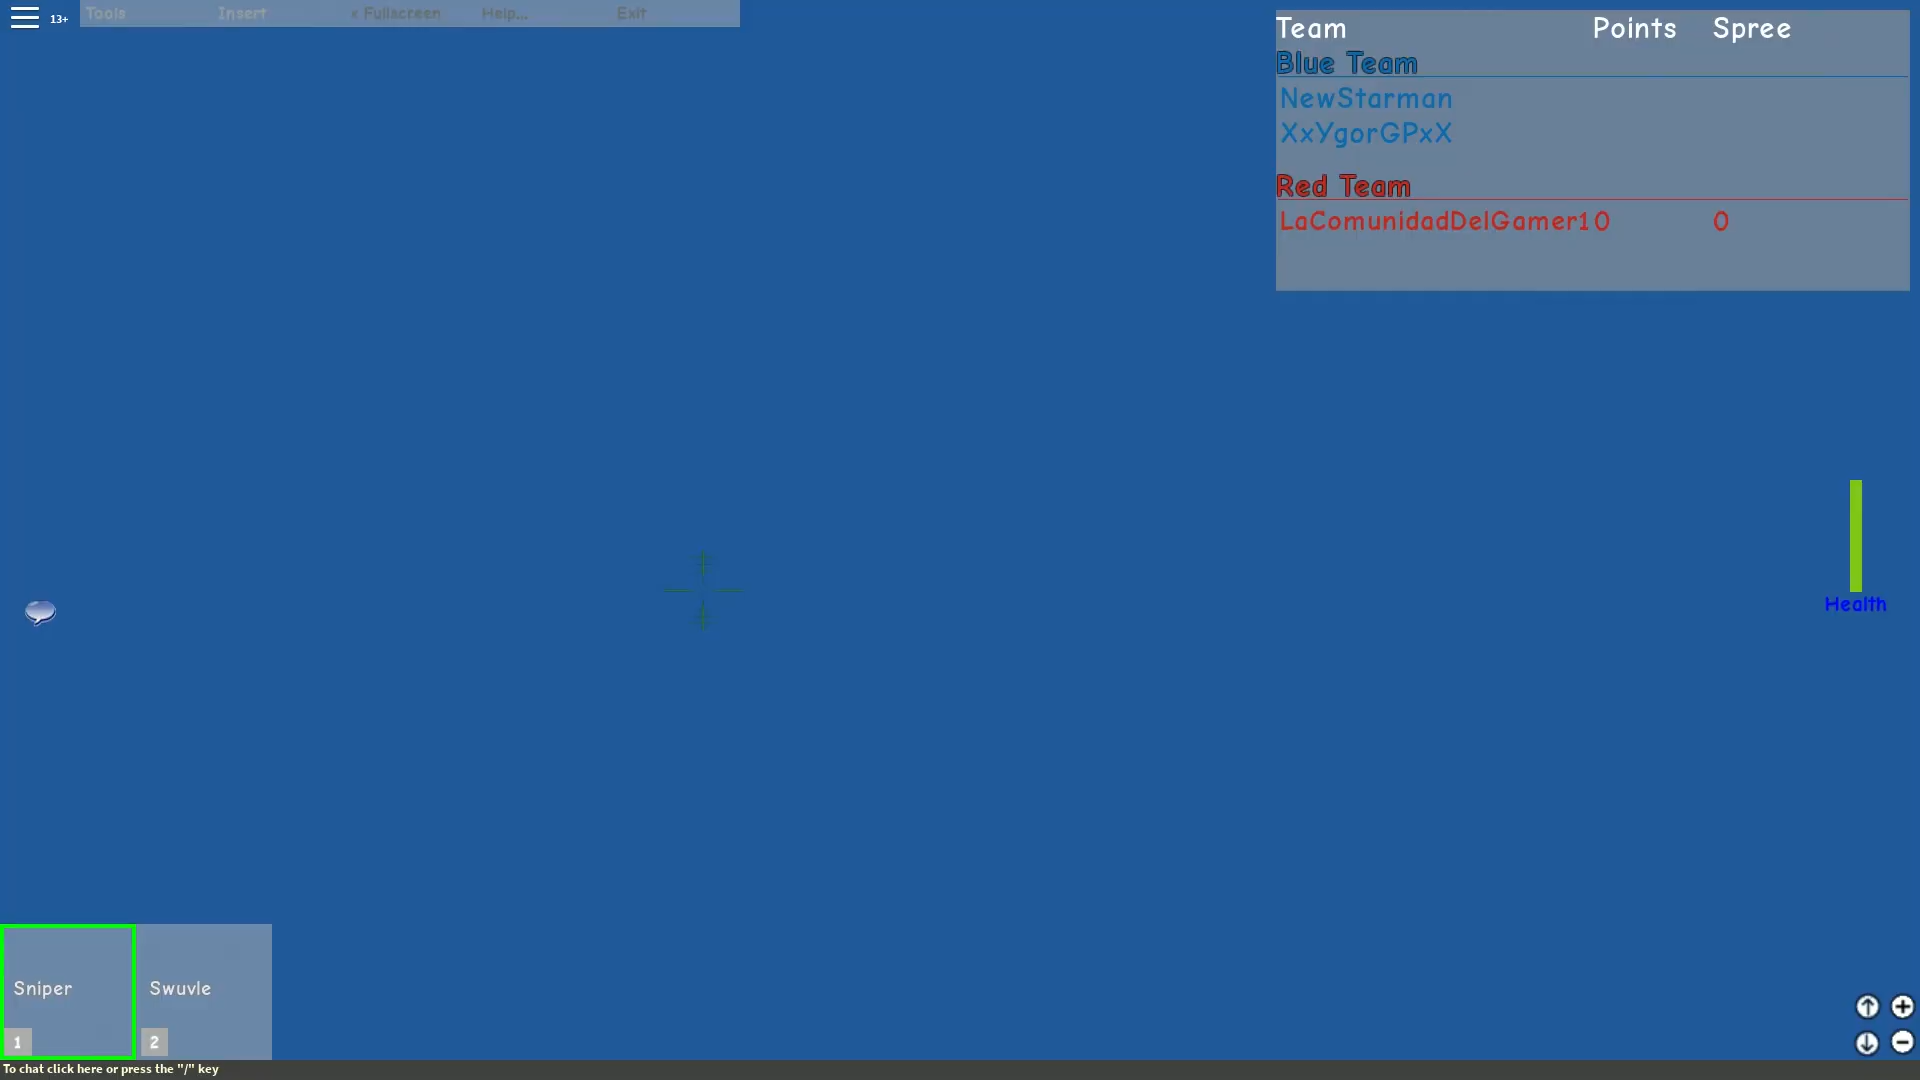 13+ Tools Insert < Fullscreen Help... Exit
Team Points Spree
Blue Team
NewStarman
XxYgorGPxX
Red Team
LaComunidadDelGamer10 0
Health
Sniper Swuvle
1 2
To chat click here or press the "/" key